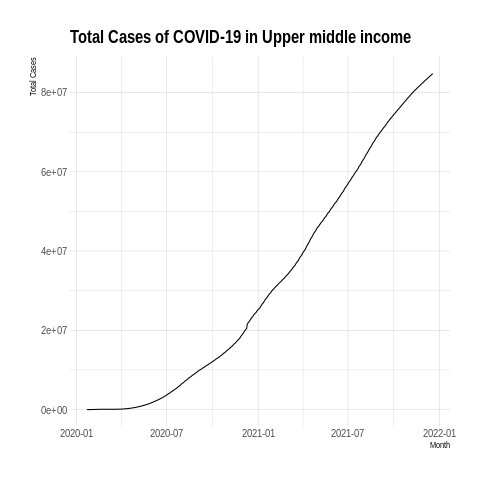 Total Cases of COVID-19 in Upper middle income
Total Cases
8e+07
6e+07
4e+07
2e+07
0e+00
2020-01 2020-07 2021-01 2021-07 2022-01
Month